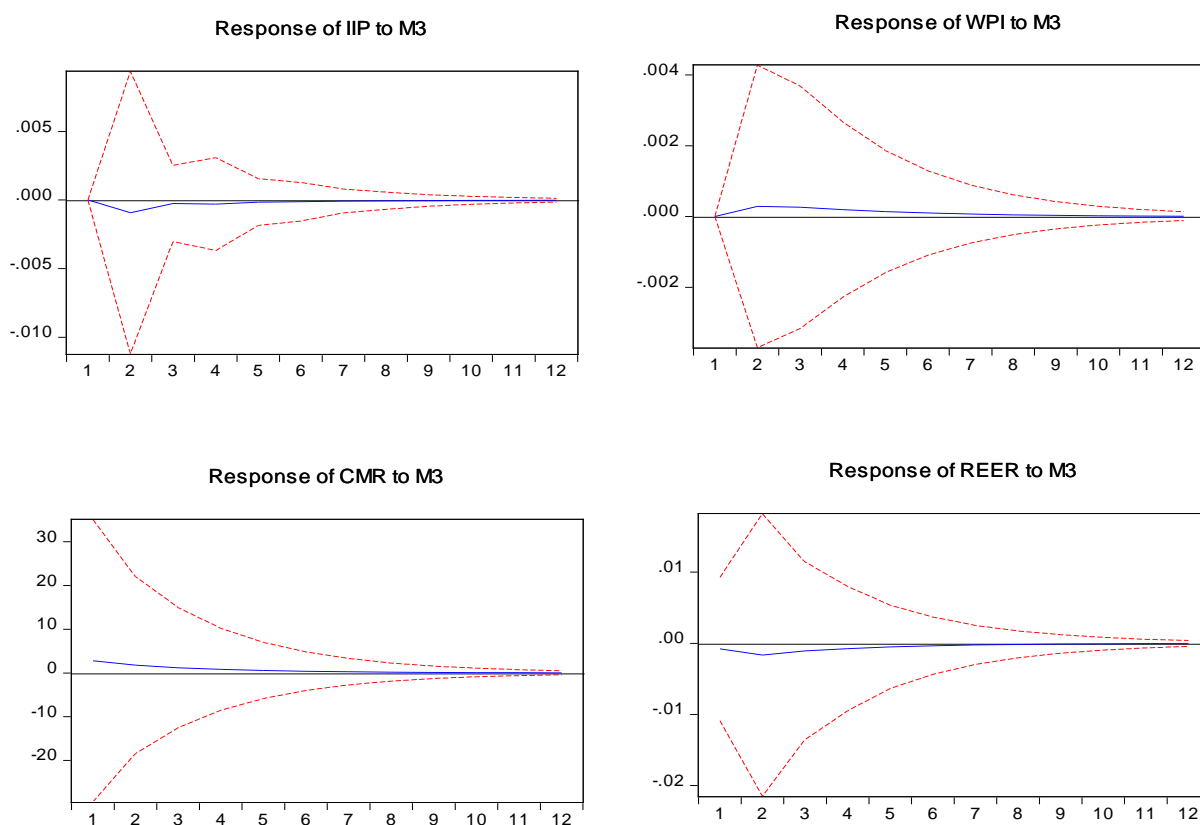 Response of IIP to M3
.005
.000
-.005
-.010
1 2 3 4 5 6 7 8 9 10 11 12
Response of WPI to M3
.004
.002
.000
-.002
1 2 3 4 5 6 7 8 9 10 11 12
Response of CMR to M3
30
20
10
0
-10
-20
1 2 3 4 5 6 7 8 9 10 11 12
Response of REER to M3
.01
.00
-.01
-.02
1 2 3 4 5 6 7 8 9 10 11 12